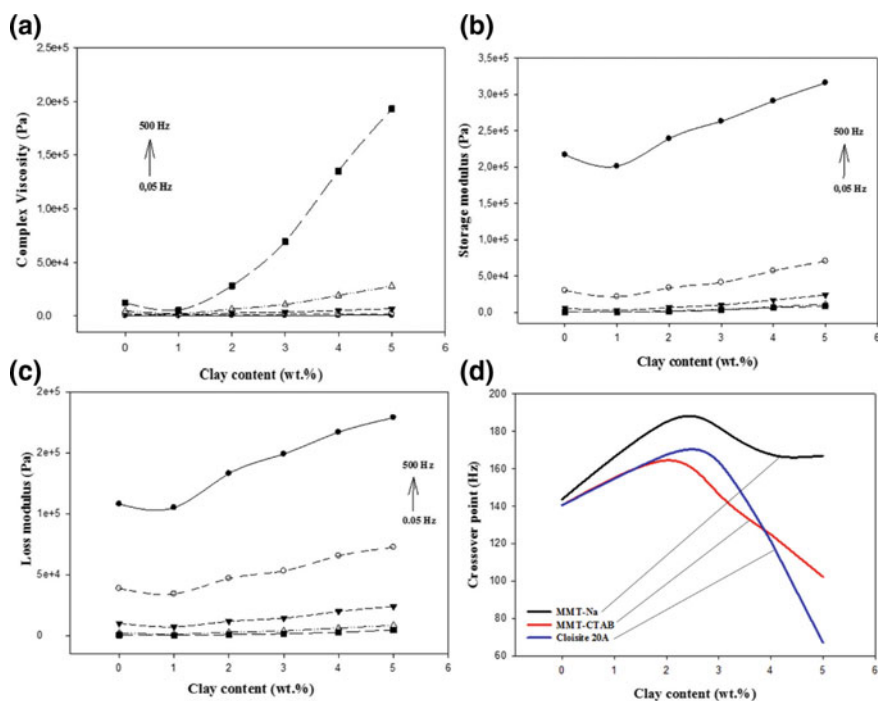 (a)
Complex Viscosity (Pa)
2.5e+5
2.0e+5
1.5e+5
1.0e+5
5.0e+4
0.0
500 Hz
0,05 Hz
0 1 2 3 4 5 6
Clay content (wt.%)
(b)
Storage modulus (Pa)
4,0e+5
3,5e+5
3,0e+5
2,5e+5
2,0e+5
1,5e+5
1,0e+5
5,0e+4
0,0
500 Hz
0,05 Hz
0 1 2 3 4 5 6
Clay content (wt.%)
(c)
Loss modulus (Pa)
2e+5
2e+5
1e+5
5e+4
0
500 Hz
0.05 Hz
0 1 2 3 4 5 6
Clay content (wt.%)
(d)
Crossover point (Hz)
200
180
160
140
120
100
80
60
MMT-Na
MMT-CTAB
Cloisite 20A
0 1 2 3 4 5 6
Clay content (wt.%)